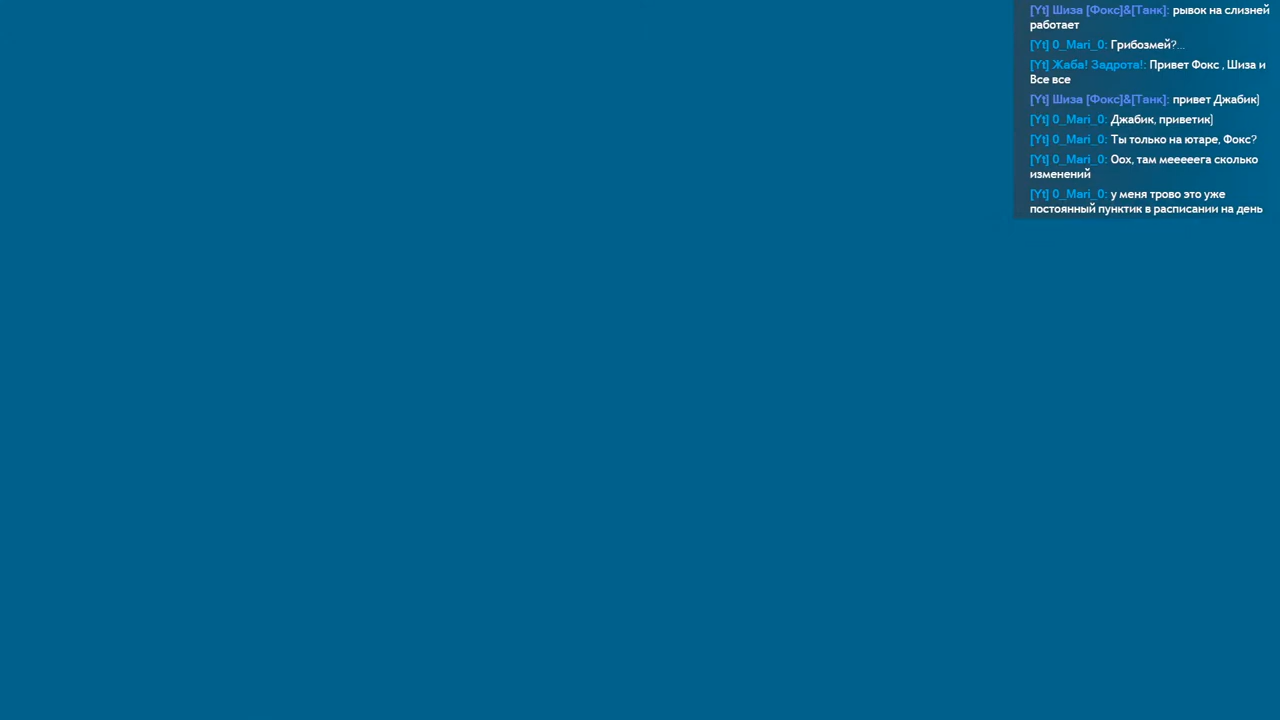 [Yt] Шиза [Фокс]&[Танк]: рывок на слизней
работает
[Yt] 0_Mari_0: Грибозмей?...
[Yt] Жаба! Задрота!: Привет Фокс , Шиза и
Все все
[Yt] Шиза [Фокс]&[Танк]: привет Джабик)
[Yt] 0_Mari_0: Джабик, приветик)
[Yt] 0_Mari_0: Ты только на ютаре, Фокс?
[Yt] 0_Mari_0: Оох, там мееееега сколько
изменений
[Yt] 0_Mari_0: у меня трово это уже
постоянный пунктик в расписании на день